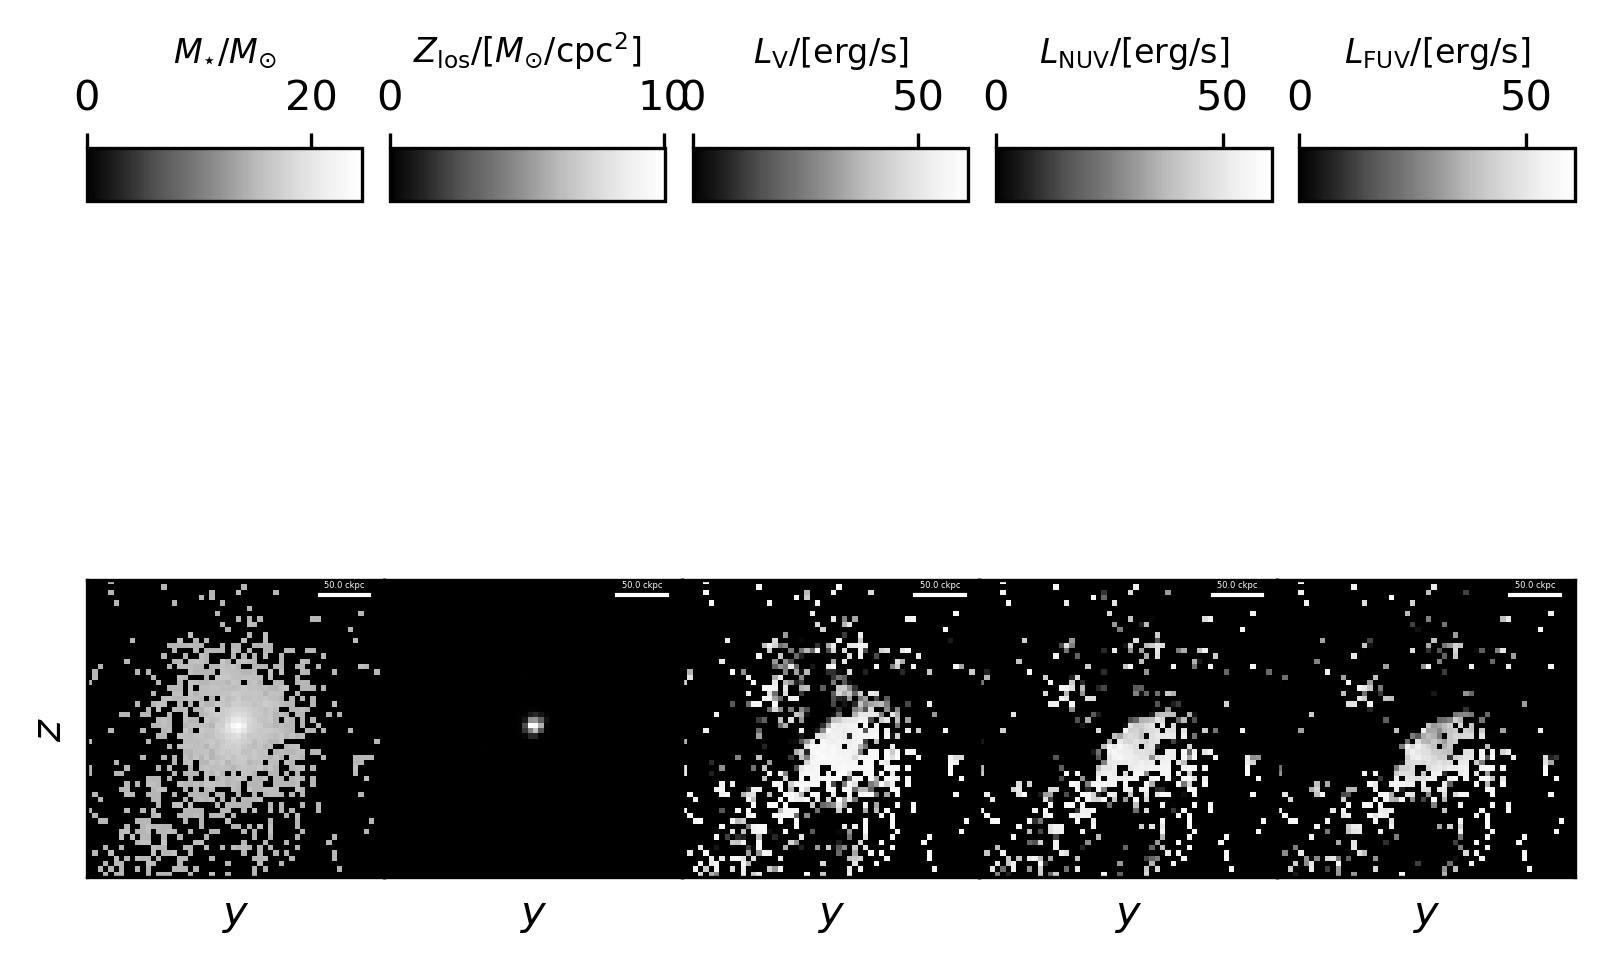 M⋆/M⊙ Z_los/[M⊙/cpc²] L_V/[erg/s] L_NUV/[erg/s] L_FUV/[erg/s]
0 20 0 10 0 50 0 50 0 50
50.0 ckpc 50.0 ckpc 50.0 ckpc 50.0 ckpc 50.0 ckpc
z
y y y y y